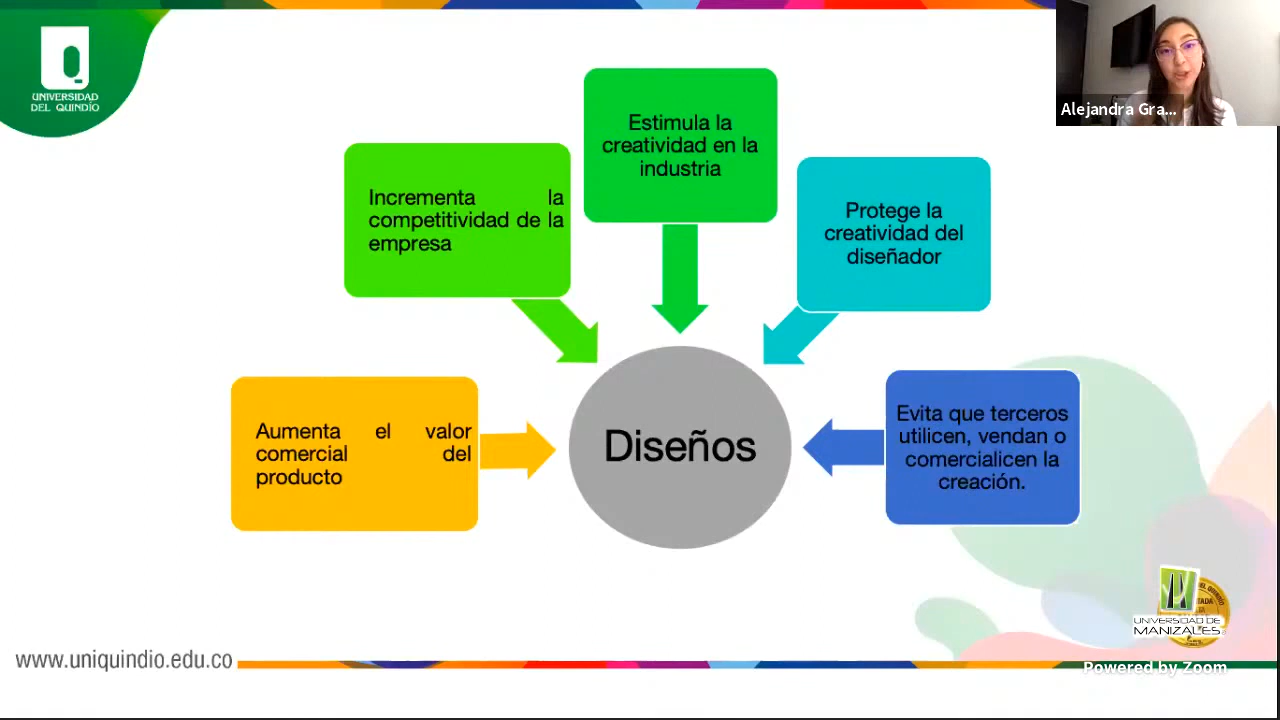 UNIVERSIDAD
DEL QUINDÍO
Alejandra Gra...
Estimula la
creatividad en la
industria
Incrementa la
competitividad de la
empresa
Protege la
creatividad del
diseñador
Aumenta el valor
comercial del
producto
Diseños
Evita que terceros
utilicen, vendan o
comercialicen la
creación.
UNIVERSIDAD DE
MANIZALES
www.uniquindio.edu.co
Powered by Zoom